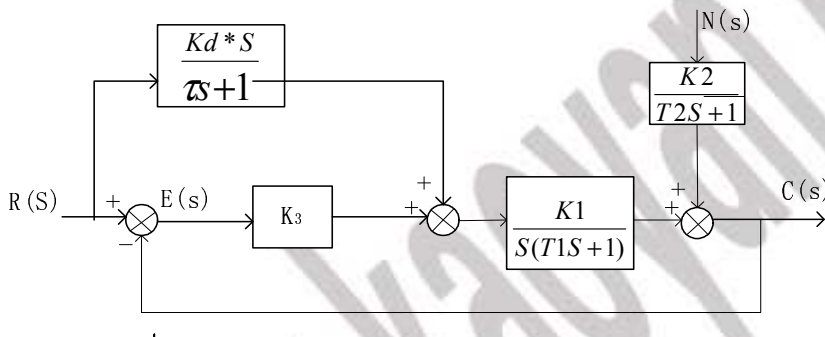 N(s)
Kd*S
τs+1
K2
T2S+1
R(S)
+
E(s)
K3
+
+
K1
S(T1S+1)
+
+
C(s)
−